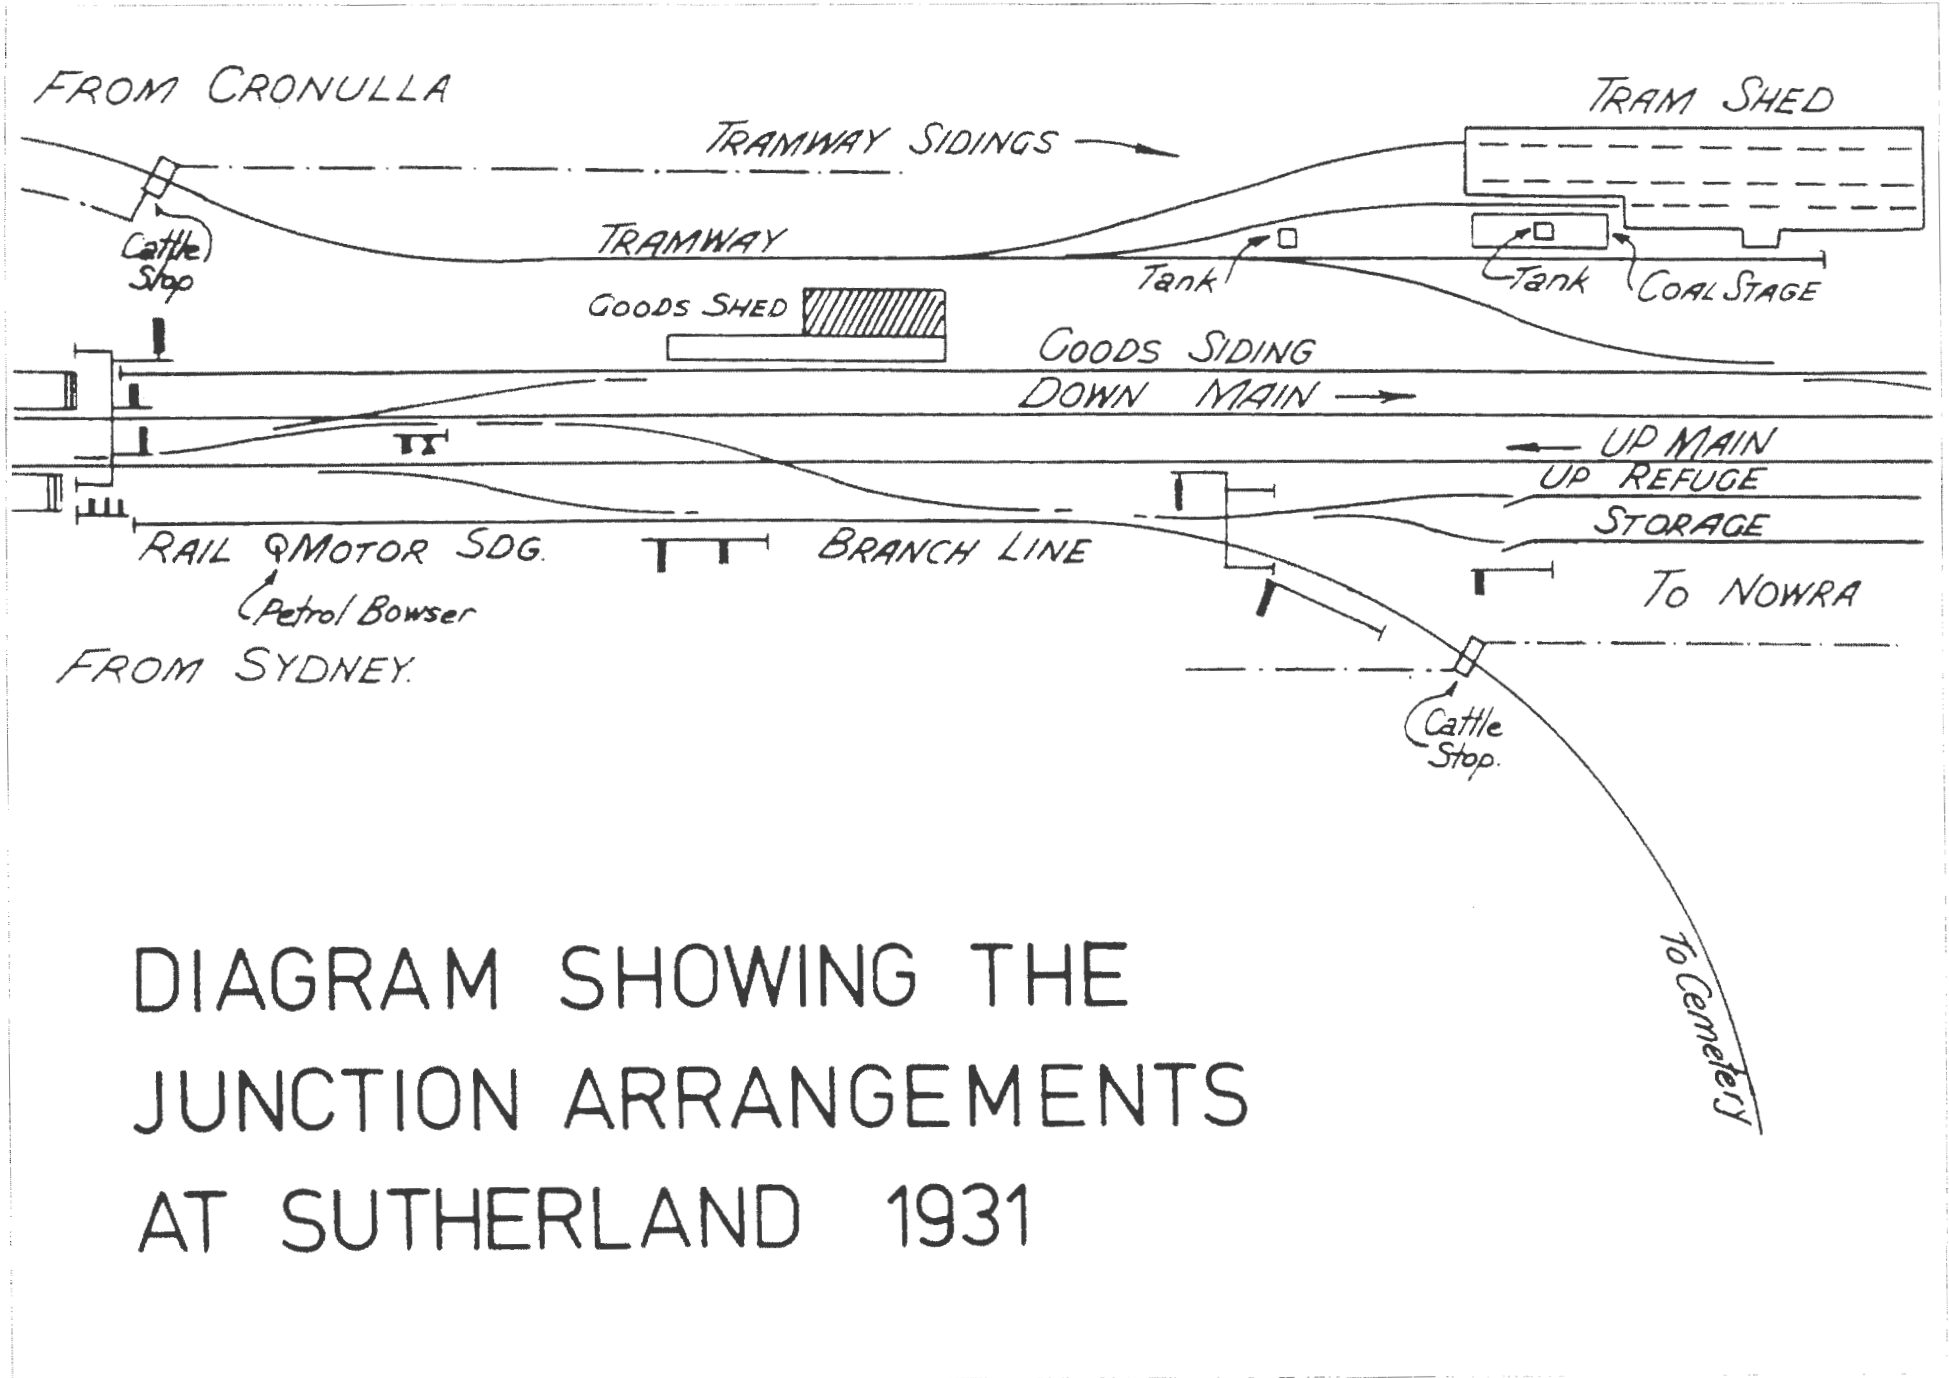 FROM CRONULLA
TRAM SHED
TRAMWAY SIDINGS
Cattle
Stop
TRAMWAY
Tank
Tank
COAL STAGE
GOODS SHED
GOODS SIDING
DOWN MAIN
UP MAIN
UP REFUGE
STORAGE
RAIL MOTOR SDG.
BRANCH LINE
Petrol Bowser
TO NOWRA
FROM SYDNEY.
Cattle
Stop.
To Cemetery
DIAGRAM SHOWING THE
JUNCTION ARRANGEMENTS
AT SUTHERLAND 1931